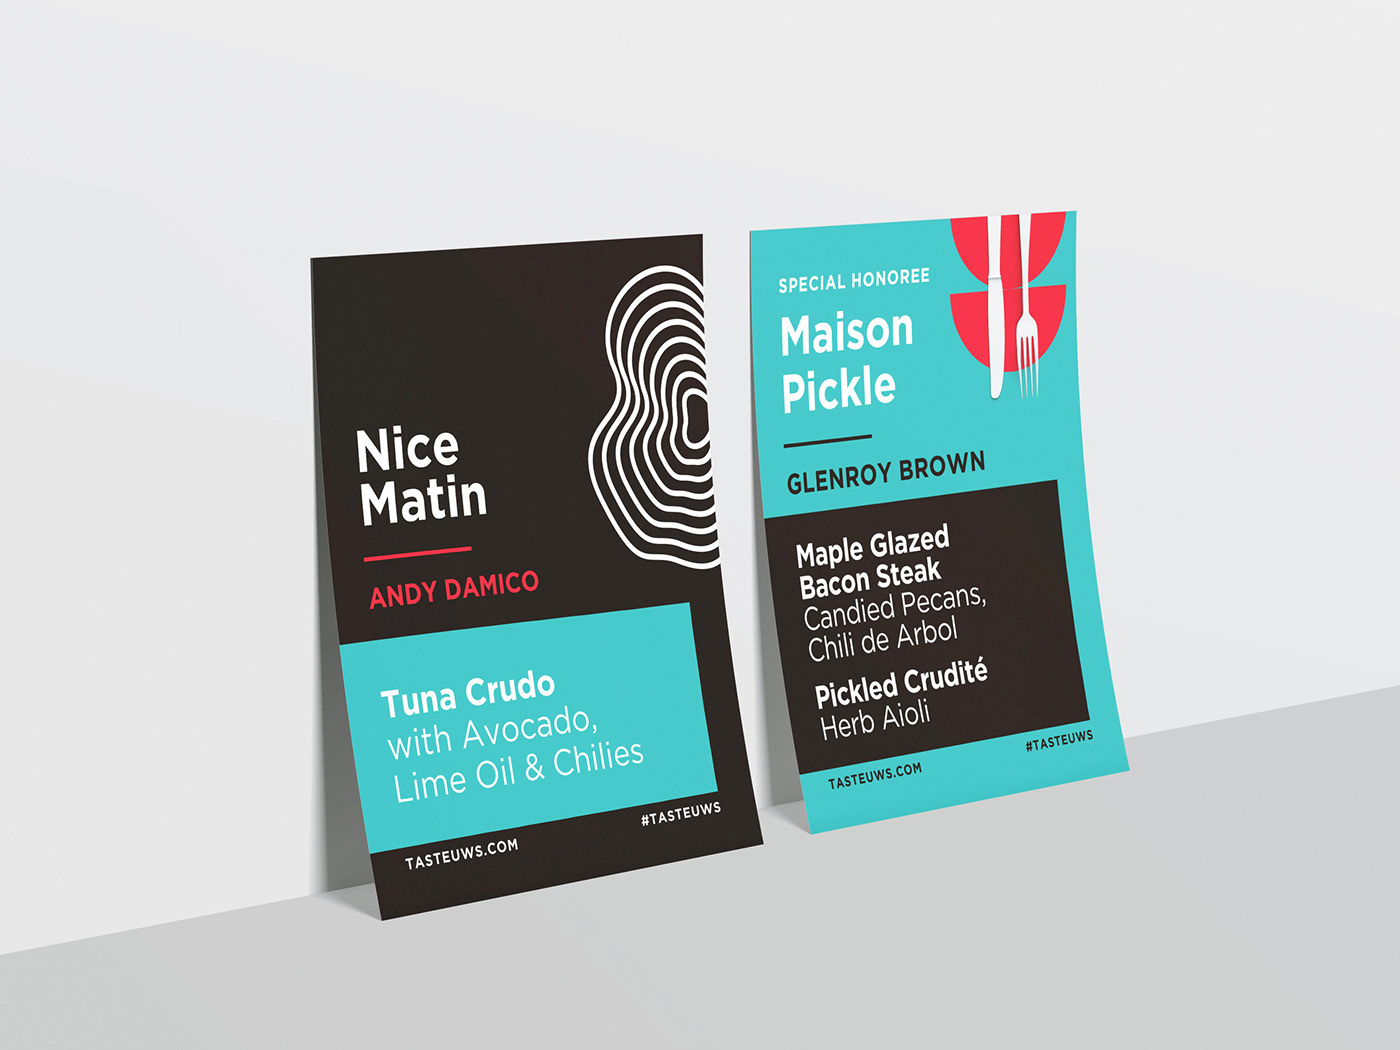 Nice
Matin
ANDY DAMICO
Tuna Crudo
with Avocado,
Lime Oil & Chilies
#TASTEUWS
TASTEUWS.COM
SPECIAL HONOREE
Maison
Pickle
GLENROY BROWN
Maple Glazed
Bacon Steak
Candied Pecans,
Chili de Arbol
Pickled Crudité
Herb Aioli
#TASTEUWS
TASTEUWS.COM